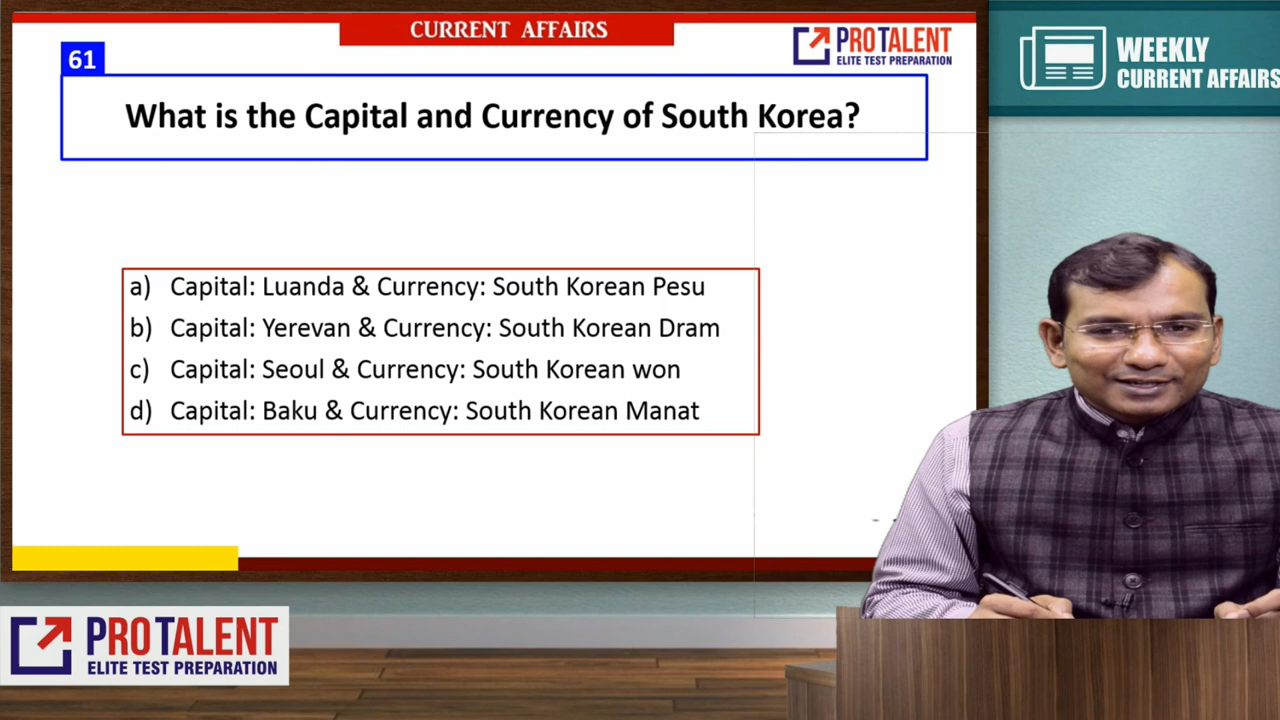 CURRENT AFFAIRS
PROTALENT
ELITE TEST PREPARATION
WEEKLY
CURRENT AFFAIRS
61
What is the Capital and Currency of South Korea?
a) Capital: Luanda & Currency: South Korean Pesu
b) Capital: Yerevan & Currency: South Korean Dram
c) Capital: Seoul & Currency: South Korean won
d) Capital: Baku & Currency: South Korean Manat
PROTALENT
ELITE TEST PREPARATION